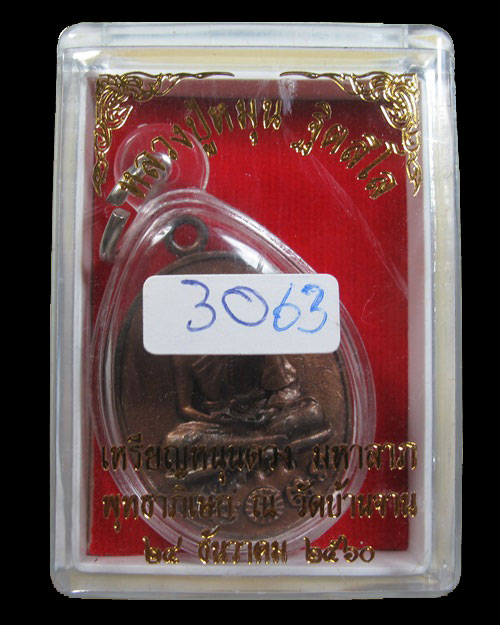 หลวงปู่หมุน ฐิตสีโล
3063
เหรียญหนุนดวง มหาลาภ
พุทธาภิเษก ณ วัดบ้านจาน
๒๔ ธันวาคม ๒๕๖๐